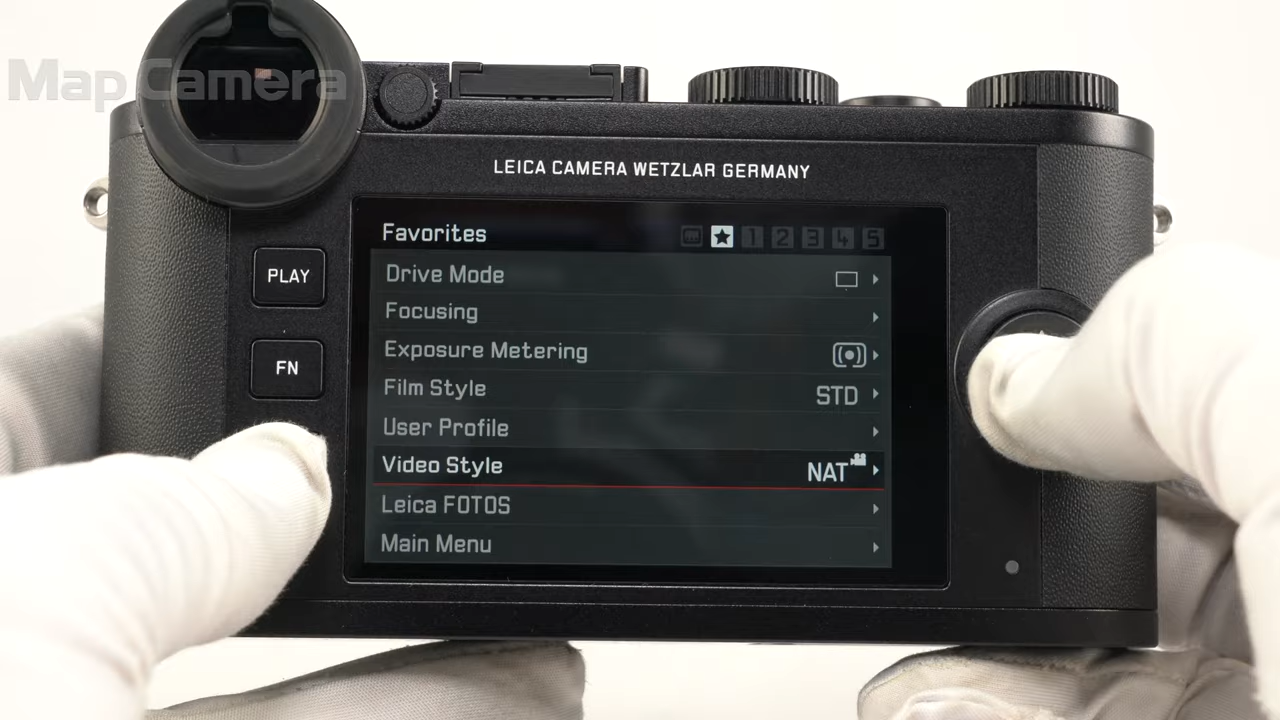 Map Camera
LEICA CAMERA WETZLAR GERMANY
Favorites 1 2 3 4 5
PLAY
FN
Drive Mode
Focusing
Exposure Metering
Film Style STD
User Profile
Video Style NAT
Leica FOTOS
Main Menu